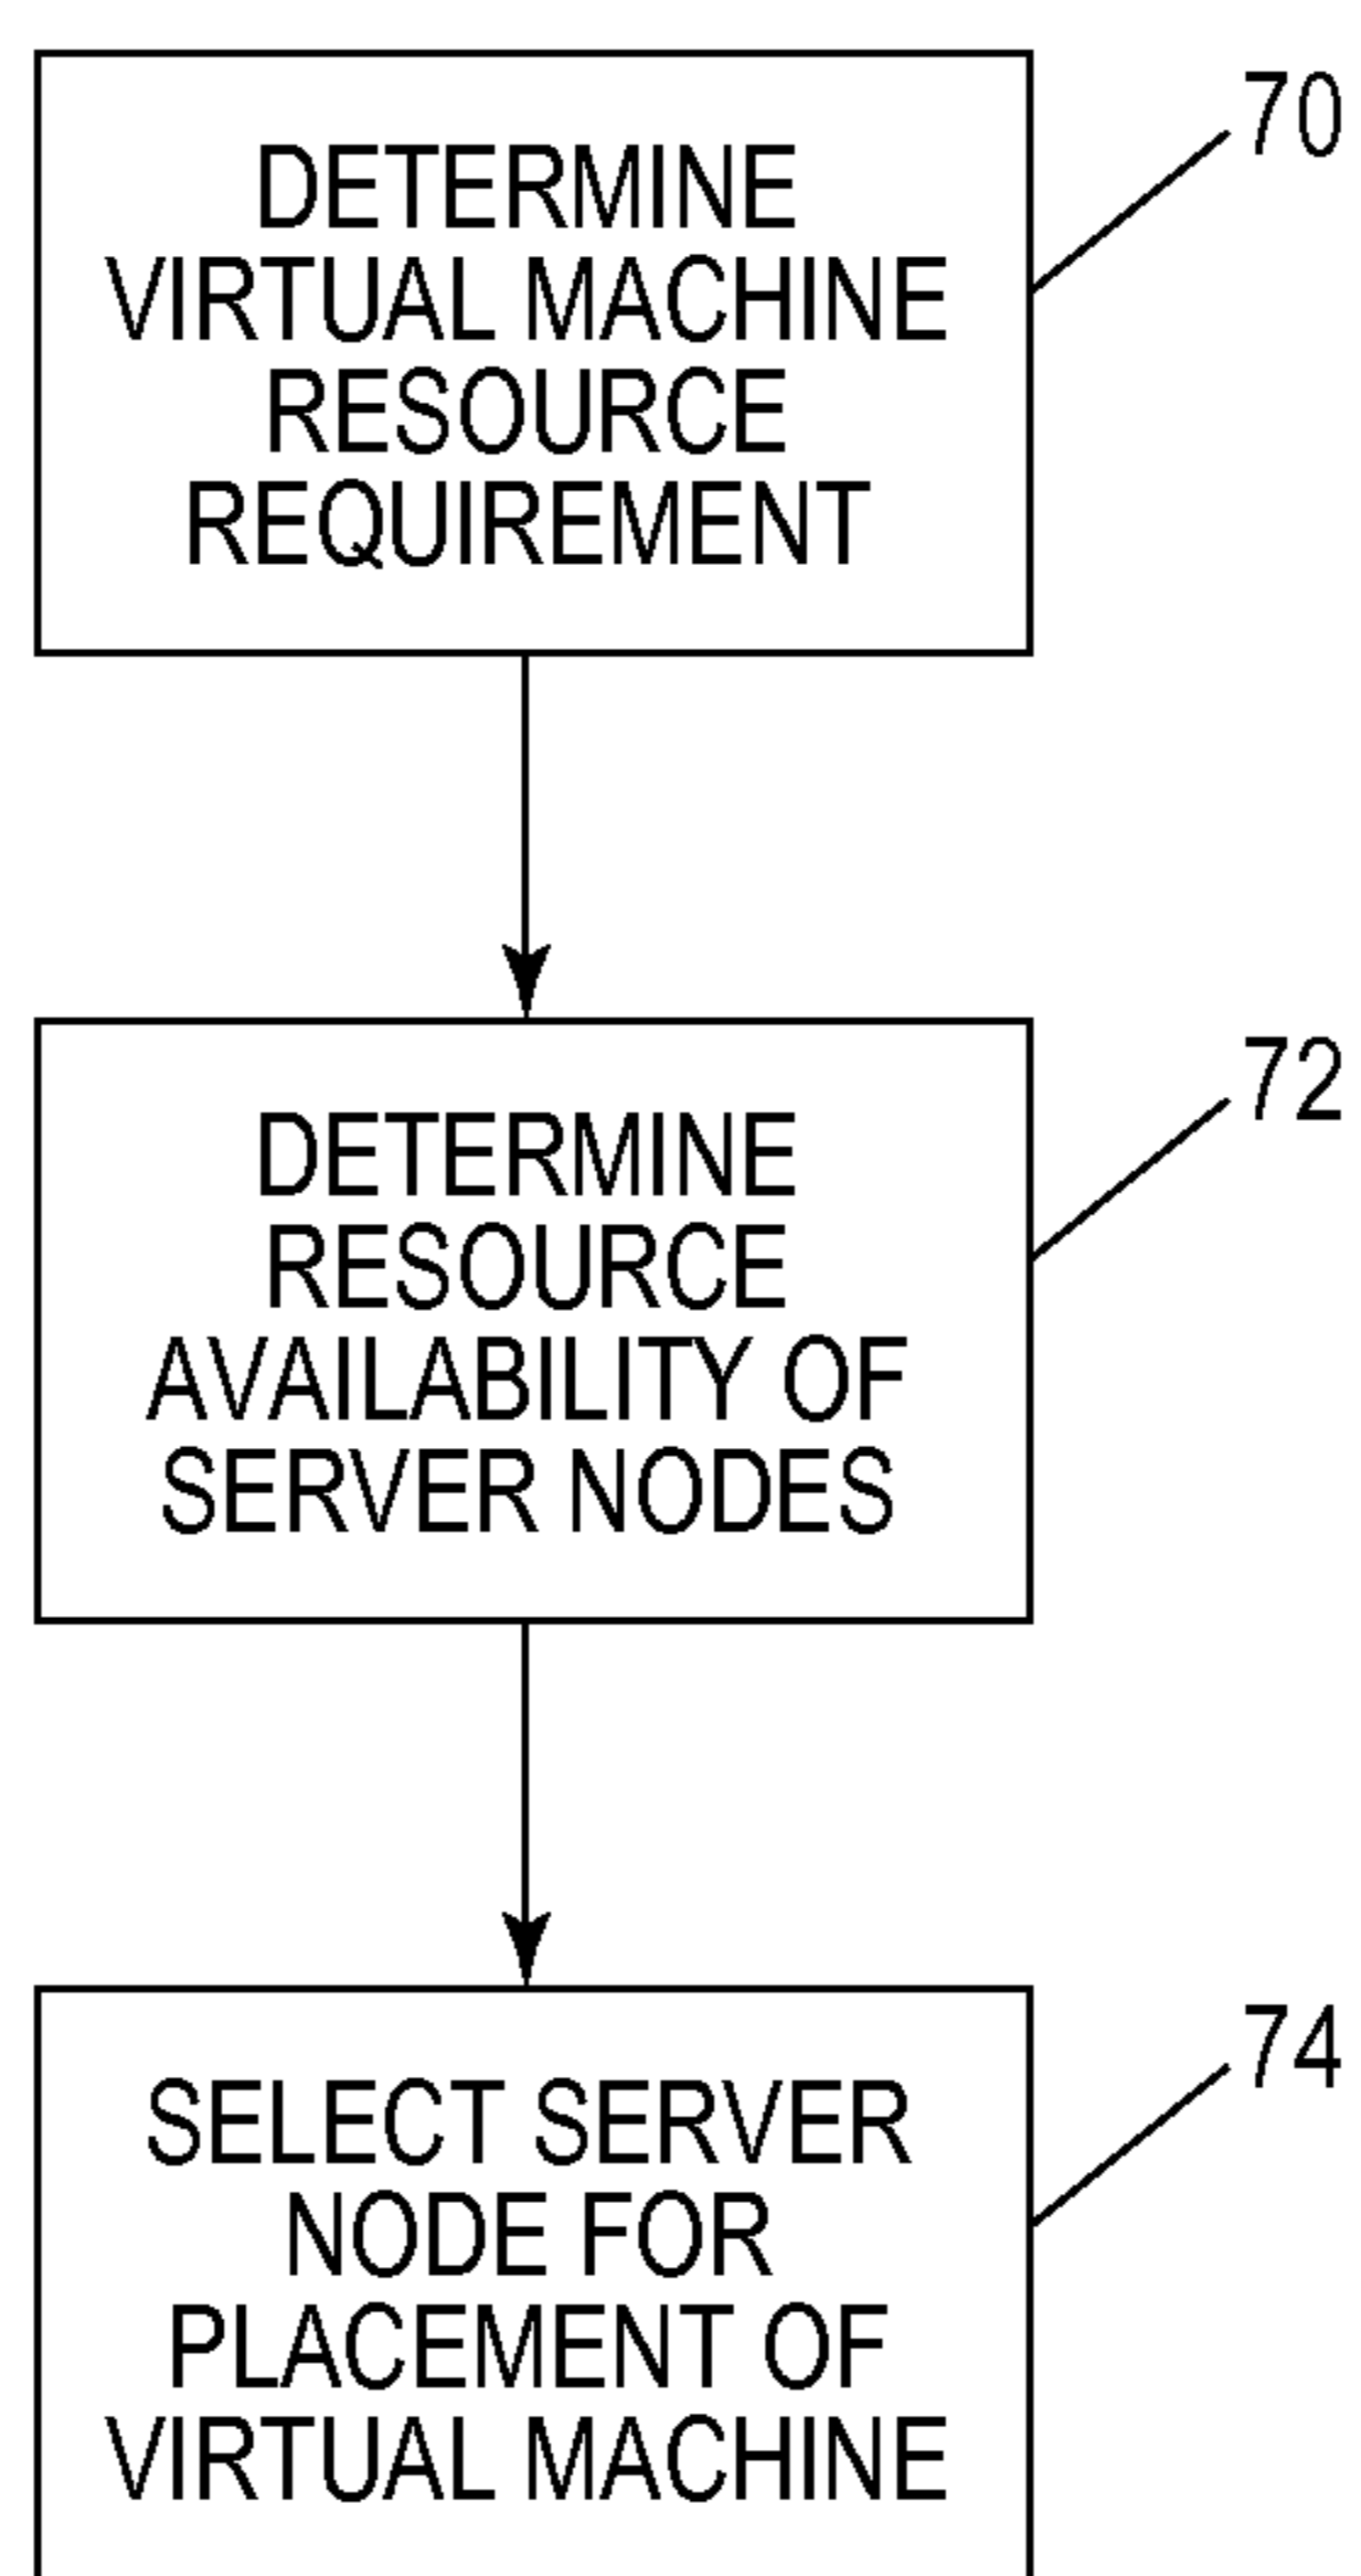 DETERMINE
VIRTUAL MACHINE
RESOURCE
REQUIREMENT
70
DETERMINE
RESOURCE
AVAILABILITY OF
SERVER NODES
72
SELECT SERVER
NODE FOR
PLACEMENT OF
VIRTUAL MACHINE
74